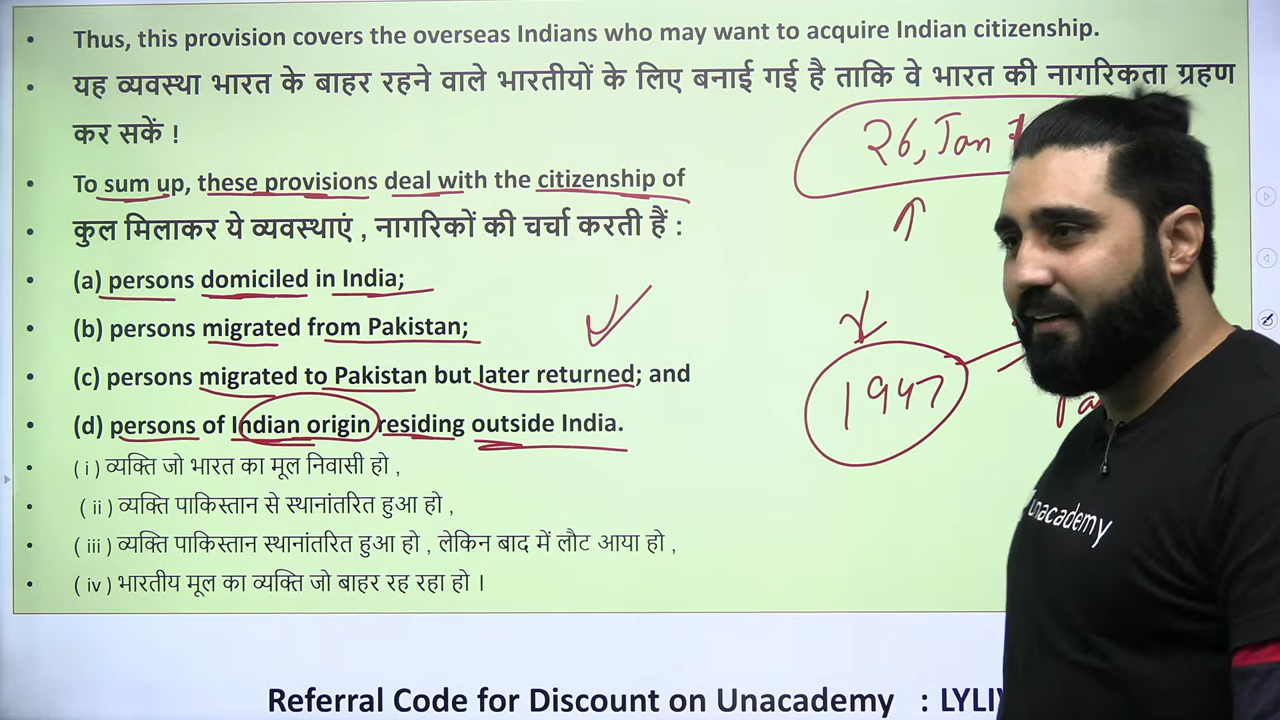 Thus, this provision covers the overseas Indians who may want to acquire Indian citizenship.
यह व्यवस्था भारत के बाहर रहने वाले भारतीयों के लिए बनाई गई है ताकि वे भारत की नागरिकता ग्रहण
कर सकें !
26, Jan
To sum up, these provisions deal with the citizenship of
कुल मिलाकर ये व्यवस्थाएं , नागरिकों की चर्चा करती हैं :
(a) persons domiciled in India;
(b) persons migrated from Pakistan;
(c) persons migrated to Pakistan but later returned; and
1947
(d) persons of Indian origin residing outside India.
( i ) व्यक्ति जो भारत का मूल निवासी हो ,
( ii ) व्यक्ति पाकिस्तान से स्थानांतरित हुआ हो ,
( iii ) व्यक्ति पाकिस्तान स्थानांतरित हुआ हो , लेकिन बाद में लौट आया हो ,
( iv ) भारतीय मूल का व्यक्ति जो बाहर रह रहा हो ।
unacademy
Referral Code for Discount on Unacademy : LYLIV